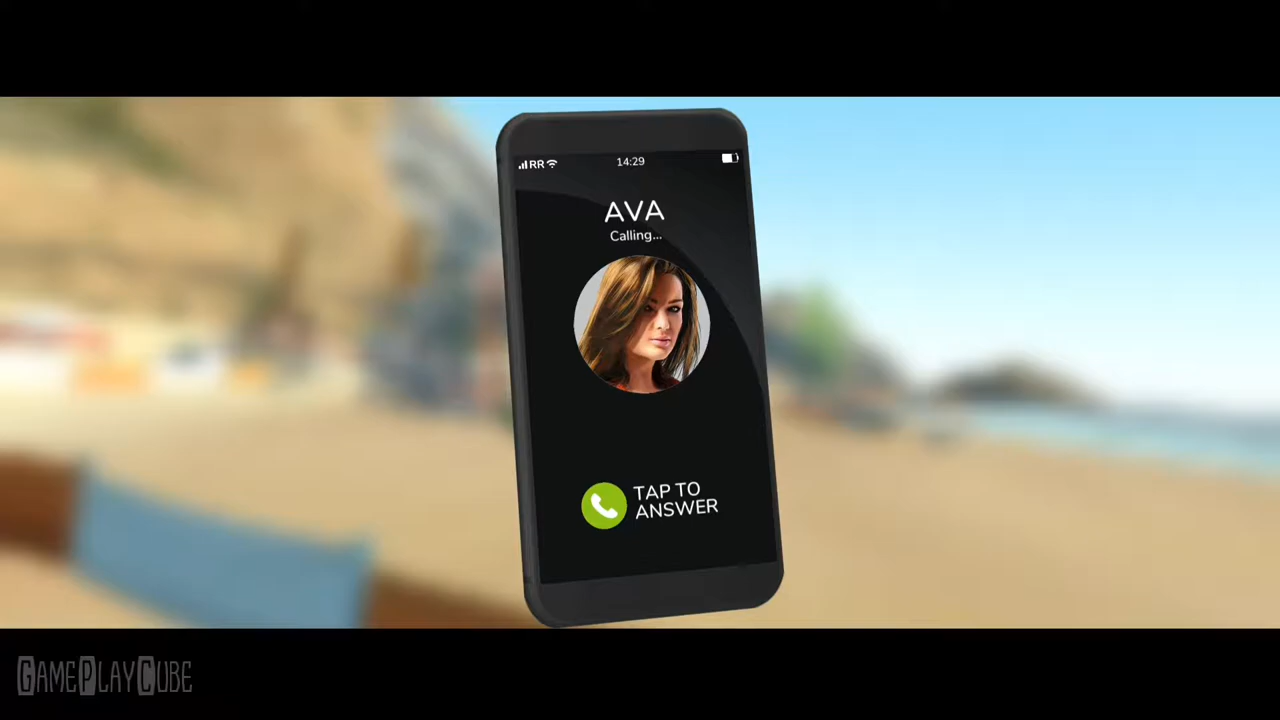 RR
14:29
AVA
Calling...
TAP TO
ANSWER
GAMEPLAYCUBE